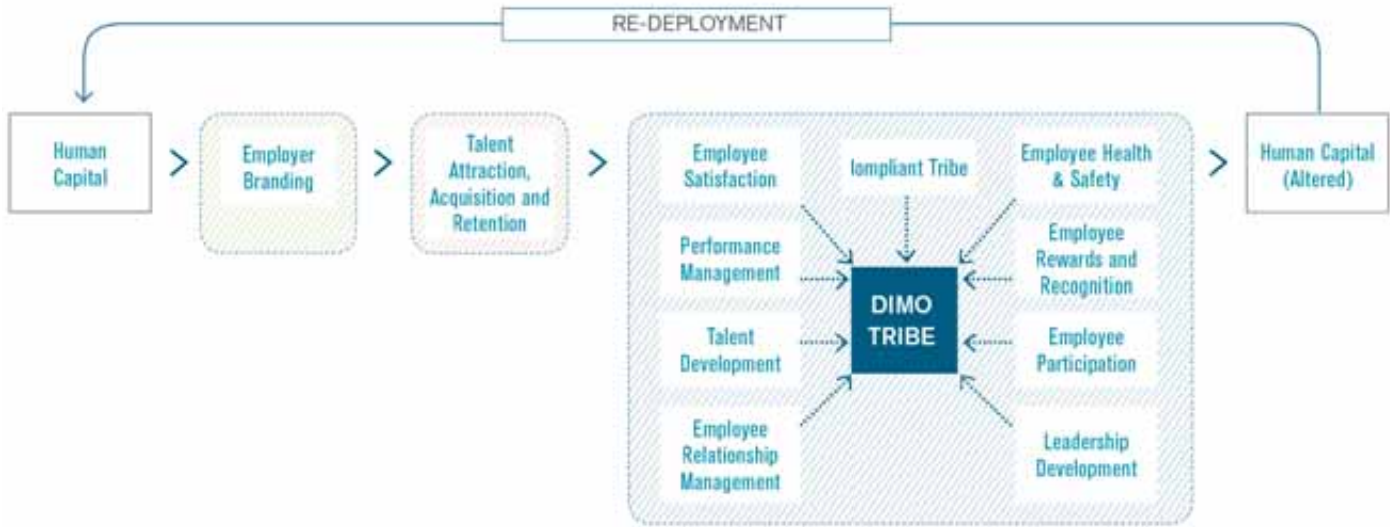 RE-DEPLOYMENT
Human
Capital
Employer
Branding
Talent
Attraction,
Acquisition and
Retention
Employee
Satisfaction
Iompliant Tribe
Employee Health
& Safety
Performance
Management
Employee
Rewards and
Recognition
DIMO
TRIBE
Talent
Development
Employee
Participation
Employee
Relationship
Management
Leadership
Development
Human Capital
(Altered)